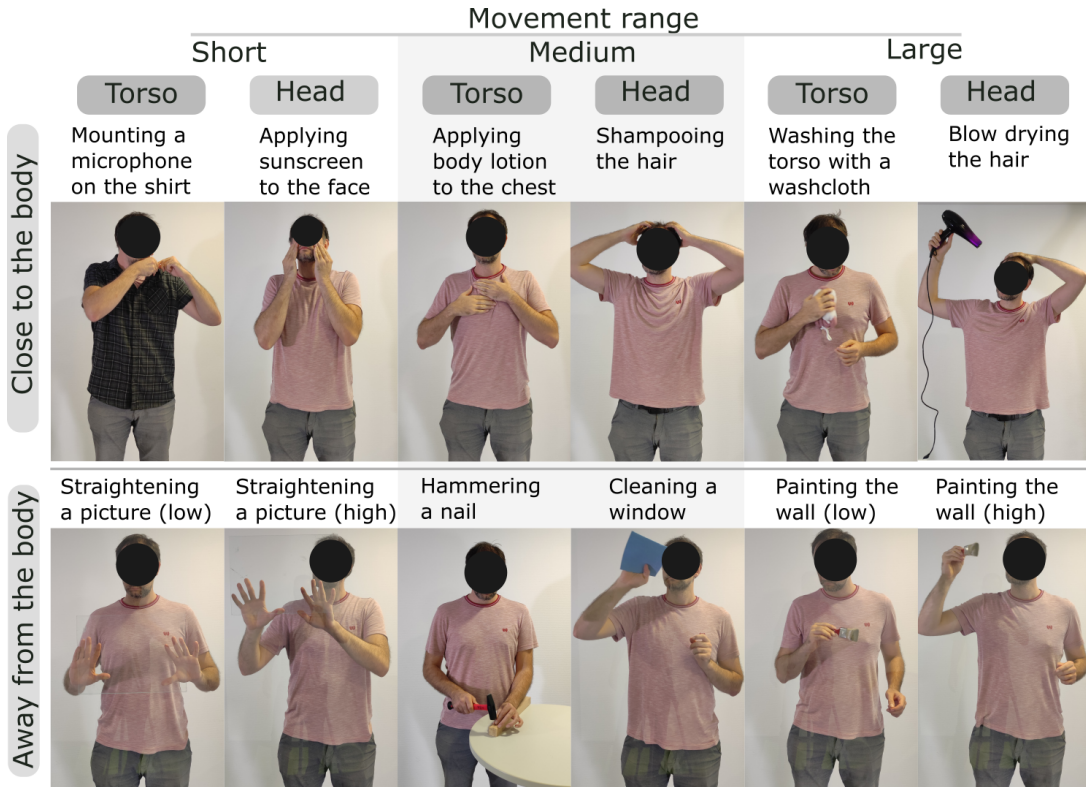 Movement range
Short
Medium
Large
Torso
Head
Torso
Head
Torso
Head
Close to the body
Mounting a
microphone
on the shirt
Applying
sunscreen
to the face
Applying
body lotion
to the chest
Shampooing
the hair
Washing the
torso with a
washcloth
Blow drying
the hair
Away from the body
Straightening
a picture (low)
Straightening
a picture (high)
Hammering
a nail
Cleaning a
window
Painting the
wall (low)
Painting the
wall (high)